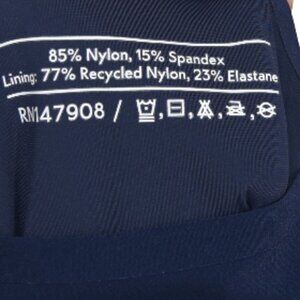 85% Nylon, 15% Spandex
Lining: 77% Recycled Nylon, 23% Elastane
RN147908 /